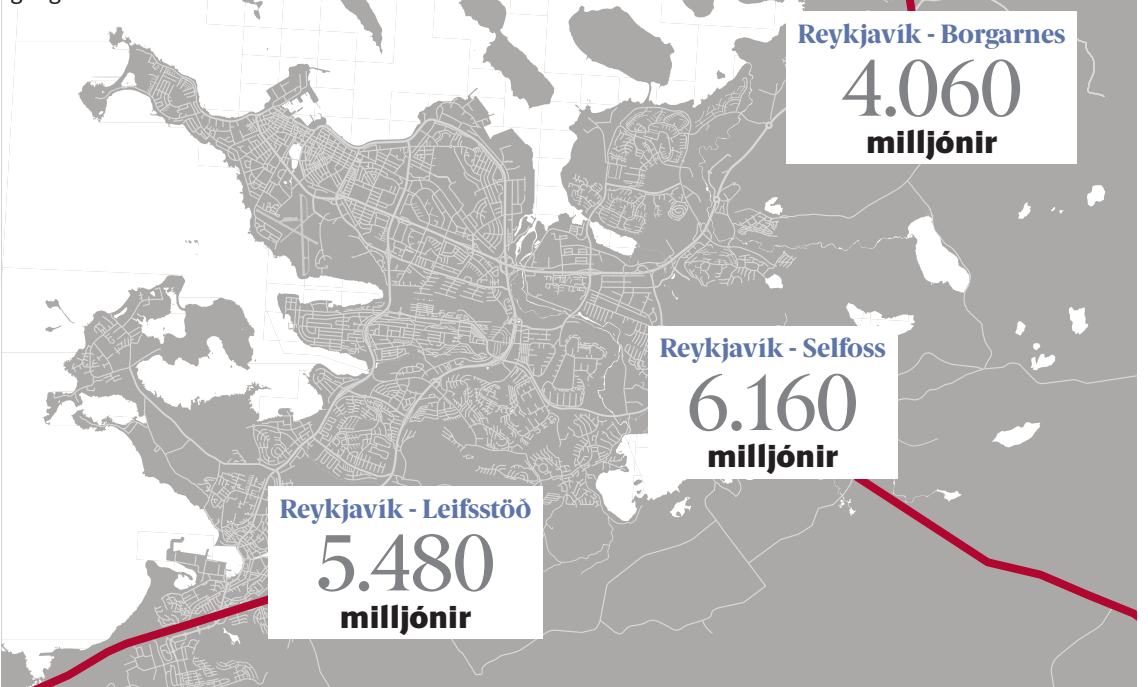 Reykjavík - Borgarnes
4.060
milljónir
Reykjavík - Selfoss
6.160
milljónir
Reykjavík - Leifsstöð
5.480
milljónir